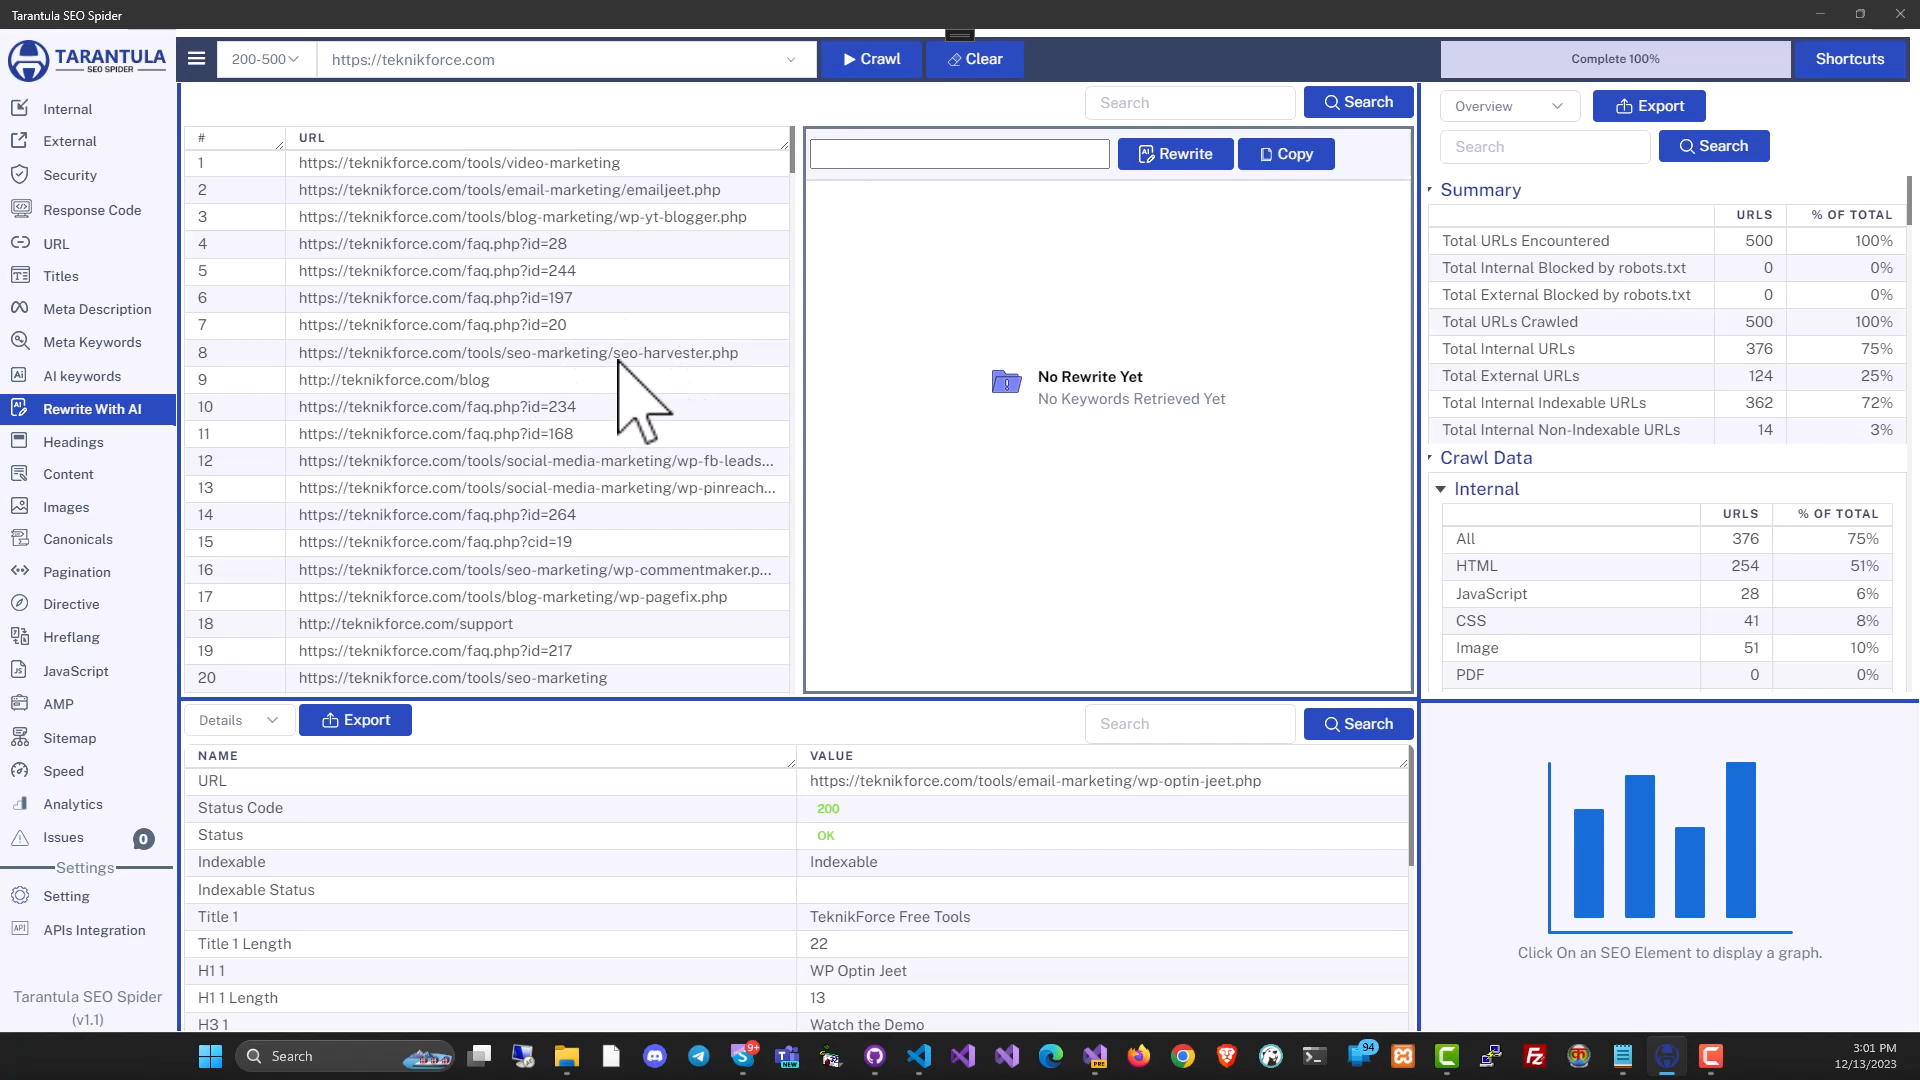 Tarantula SEO Spider
TARANTULA
SEO SPIDER
200-500
https://teknikforce.com
Crawl
Clear
Complete 100%
Shortcuts
Internal
External
Security
Response Code
URL
Titles
Meta Description
Meta Keywords
AI keywords
Rewrite With AI
Headings
Content
Images
Canonicals
Pagination
Directive
Hreflang
JavaScript
AMP
Sitemap
Speed
Analytics
Issues 0
Settings
Setting
APIs Integration
Tarantula SEO Spider
(v1.1)
Search
Search
# URL
1 https://teknikforce.com/tools/video-marketing
2 https://teknikforce.com/tools/email-marketing/emailjeet.php
3 https://teknikforce.com/tools/blog-marketing/wp-yt-blogger.php
4 https://teknikforce.com/faq.php?id=28
5 https://teknikforce.com/faq.php?id=244
6 https://teknikforce.com/faq.php?id=197
7 https://teknikforce.com/faq.php?id=20
8 https://teknikforce.com/tools/seo-marketing/seo-harvester.php
9 http://teknikforce.com/blog
10 https://teknikforce.com/faq.php?id=234
11 https://teknikforce.com/faq.php?id=168
12 https://teknikforce.com/tools/social-media-marketing/wp-fb-leads...
13 https://teknikforce.com/tools/social-media-marketing/wp-pinreach...
14 https://teknikforce.com/faq.php?id=264
15 https://teknikforce.com/faq.php?cid=19
16 https://teknikforce.com/tools/seo-marketing/wp-commentmaker.p...
17 https://teknikforce.com/tools/blog-marketing/wp-pagefix.php
18 http://teknikforce.com/support
19 https://teknikforce.com/faq.php?id=217
20 https://teknikforce.com/tools/seo-marketing
Rewrite
Copy
No Rewrite Yet
No Keywords Retrieved Yet
Overview
Export
Search
Search
Summary
URLS % OF TOTAL
Total URLs Encountered 500 100%
Total Internal Blocked by robots.txt 0 0%
Total External Blocked by robots.txt 0 0%
Total URLs Crawled 500 100%
Total Internal URLs 376 75%
Total External URLs 124 25%
Total Internal Indexable URLs 362 72%
Total Internal Non-Indexable URLs 14 3%
Crawl Data
Internal
URLS % OF TOTAL
All 376 75%
HTML 254 51%
JavaScript 28 6%
CSS 41 8%
Image 51 10%
PDF 0 0%
Details
Export
Search
Search
NAME VALUE
URL https://teknikforce.com/tools/email-marketing/wp-optin-jeet.php
Status Code 200
Status OK
Indexable Indexable
Indexable Status
Title 1 TeknikForce Free Tools
Title 1 Length 22
H1 1 WP Optin Jeet
H1 1 Length 13
H3 1 Watch the Demo
Click On an SEO Element to display a graph.
Search
9+
NEW
PRE
94
3:01 PM
12/13/2023